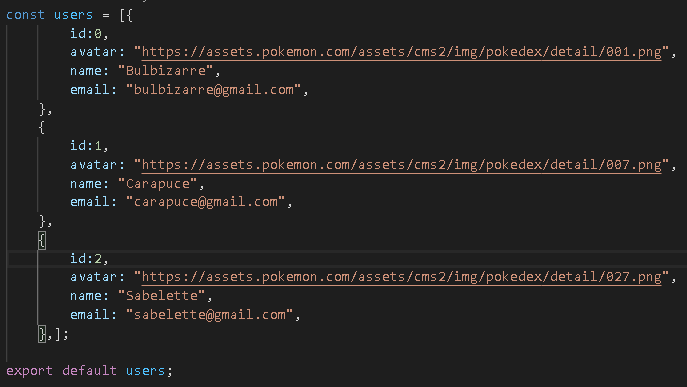 const users = [{
id:0,
avatar: "https://assets.pokemon.com/assets/cms2/img/pokedex/detail/001.png",
name: "Bulbizarre",
email: "bulbizarre@gmail.com",
},
{
id:1,
avatar: "https://assets.pokemon.com/assets/cms2/img/pokedex/detail/007.png",
name: "Carapuce",
email: "carapuce@gmail.com",
},
{
id:2,
avatar: "https://assets.pokemon.com/assets/cms2/img/pokedex/detail/027.png",
name: "Sabelette",
email: "sabelette@gmail.com",
},];
export default users;